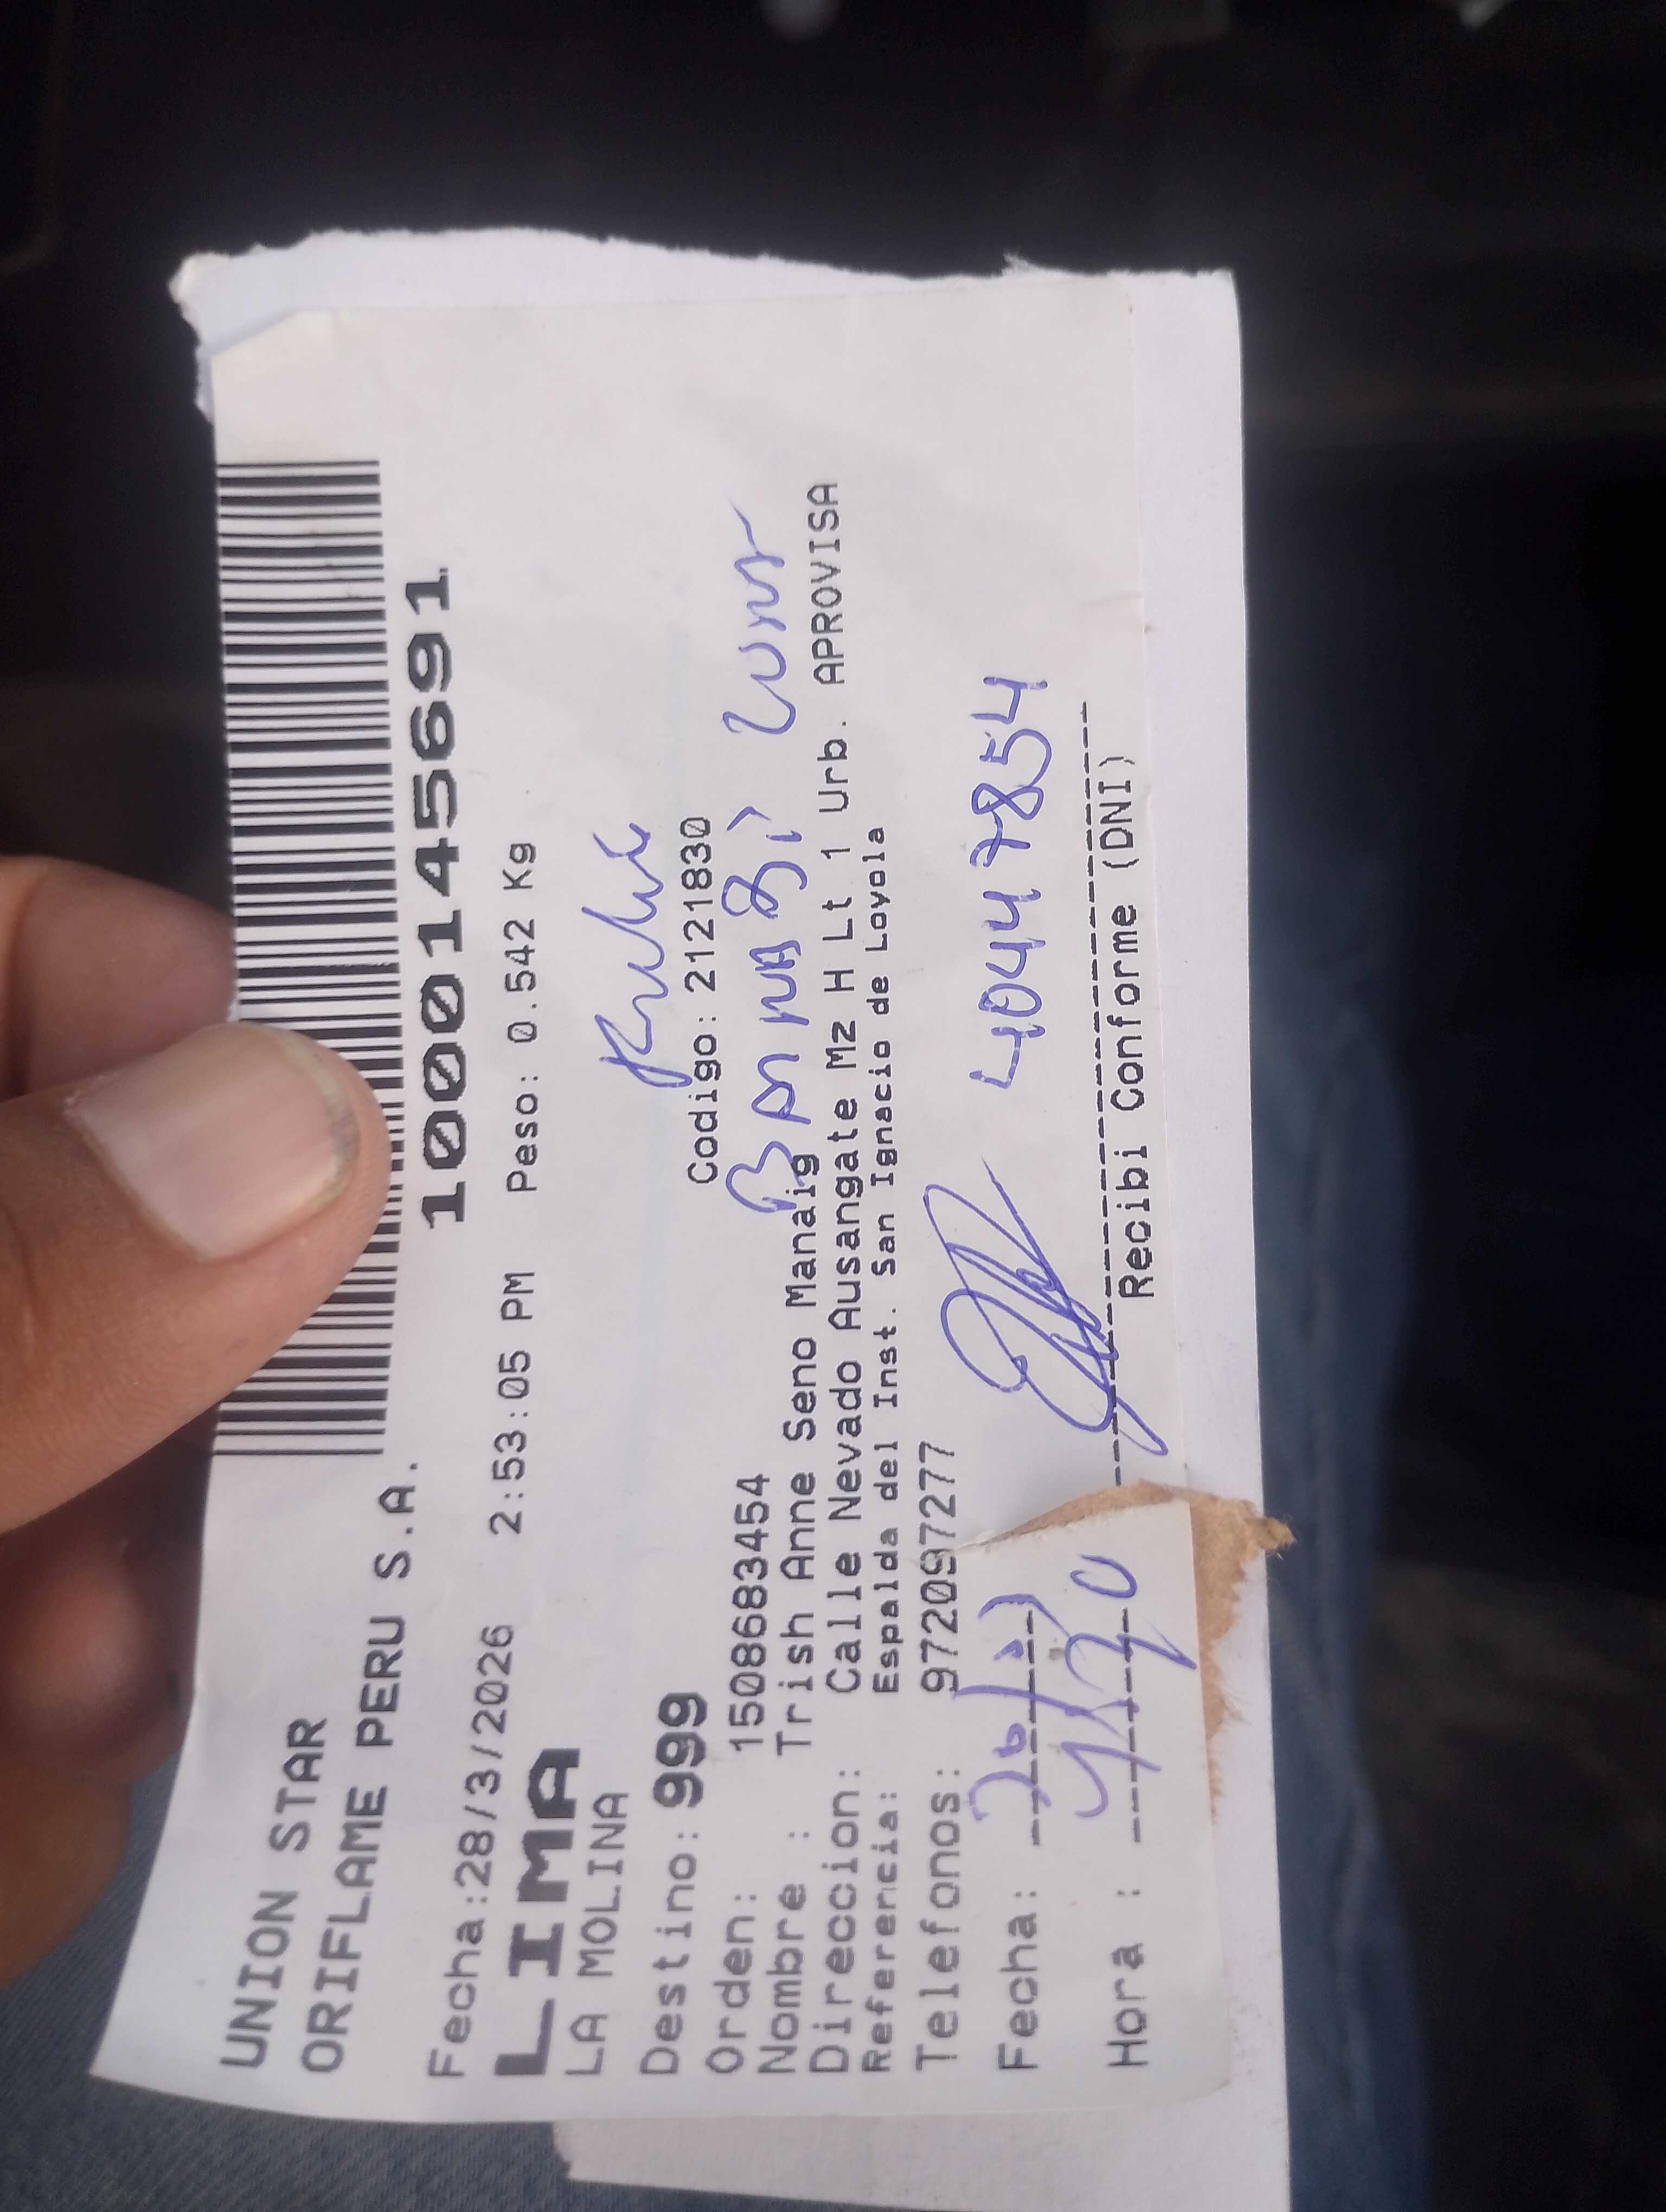 UNION STAR
ORIFLAME PERU S.A.
1000145691
Fecha:28/3/2026 2:53:05 PM Peso: 0.542 Kg
LIMA
LA MOLINA
Destino: 999 Codigo: 2121830
Orden: 1508683454
Nombre : Trish Anne Seno Manaig
Direccion: Calle Nevado Ausangate Mz H Lt 1 Urb. APROVISA
Referencia: Espalda del Inst. San Ignacio de Loyola
Telefonos: 972097277
40447854
Fecha:
Recibi Conforme (DNI)
Hora :